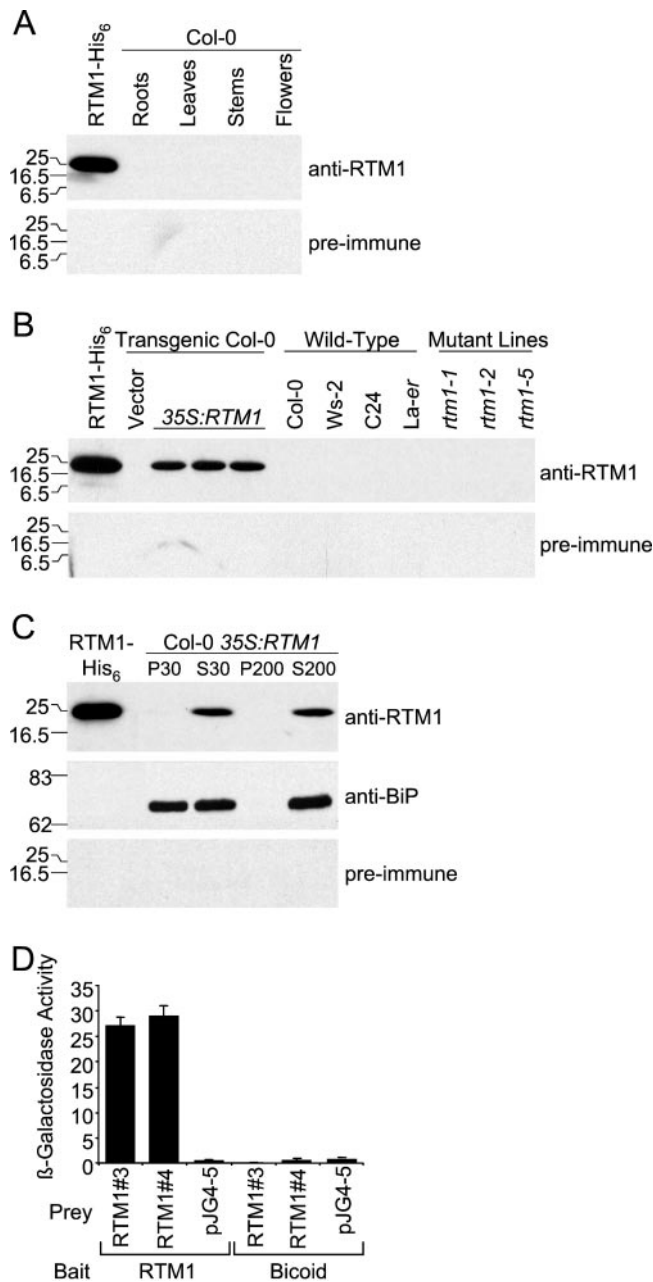 A
RTM1-His6
Col-0
Roots
Leaves
Stems
Flowers
25
16.5
6.5
anti-RTM1
25
16.5
6.5
pre-immune
B
RTM1-His6
Transgenic Col-0
Wild-Type
Mutant Lines
Vector
35S:RTM1
Col-0
Ws-2
C24
La-er
rtm1-1
rtm1-2
rtm1-5
25
16.5
6.5
anti-RTM1
25
16.5
6.5
pre-immune
C
RTM1-
His6
Col-0 35S:RTM1
P30 S30 P200 S200
25
16.5
anti-RTM1
83
62
anti-BiP
25
16.5
pre-immune
D
ß-Galactosidase Activity
35
30
25
20
15
10
5
0
Prey
RTM1#3
RTM1#4
pJG4-5
RTM1#3
RTM1#4
pJG4-5
Bait RTM1 Bicoid